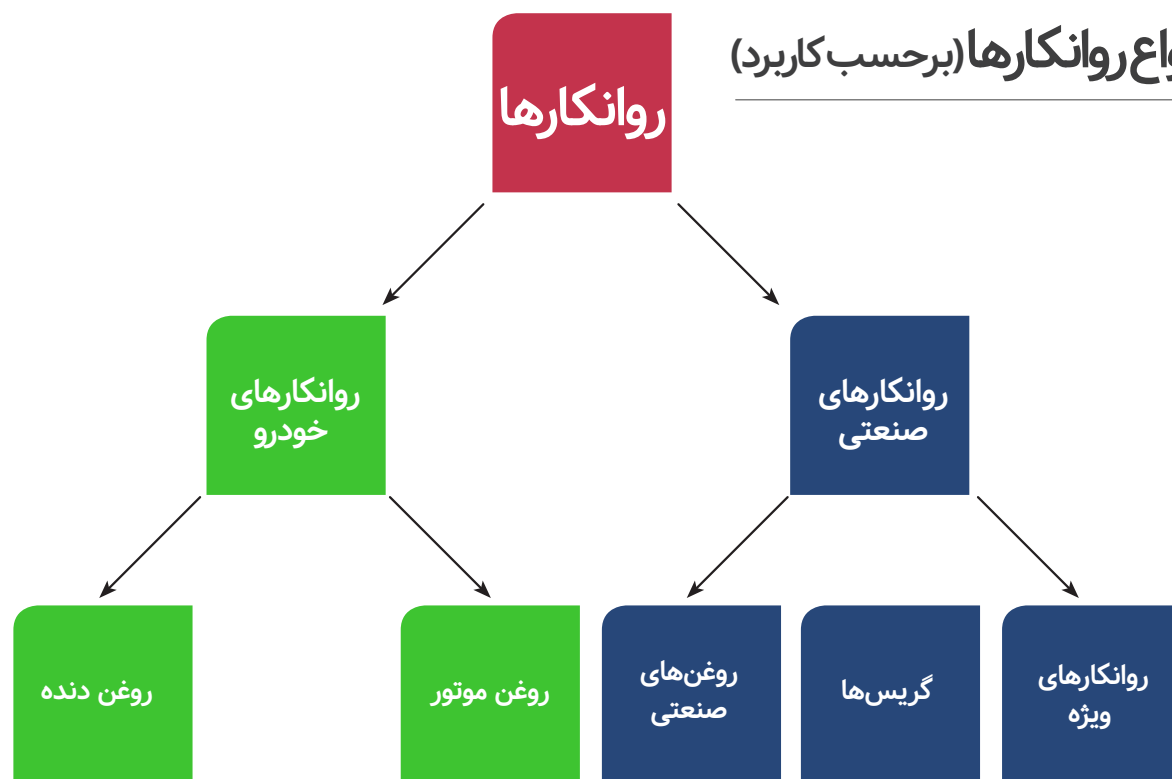 روانکارها (برحسب کاربرد)
روانکارها
روانکارهای
صنعتی
روانکارهای
خودرو
روانکارهای
ویژه
گریس‌ها
روغن‌های
صنعتی
روغن موتور
روغن دنده